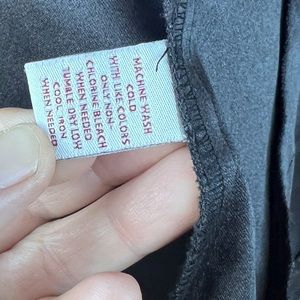 MACHINE WASH
COLD
WITH LIKE COLORS
ONLY NON-
CHLORINE BLEACH
WHEN NEEDED
TUMBLE DRY LOW
COOL IRON
WHEN NEEDED